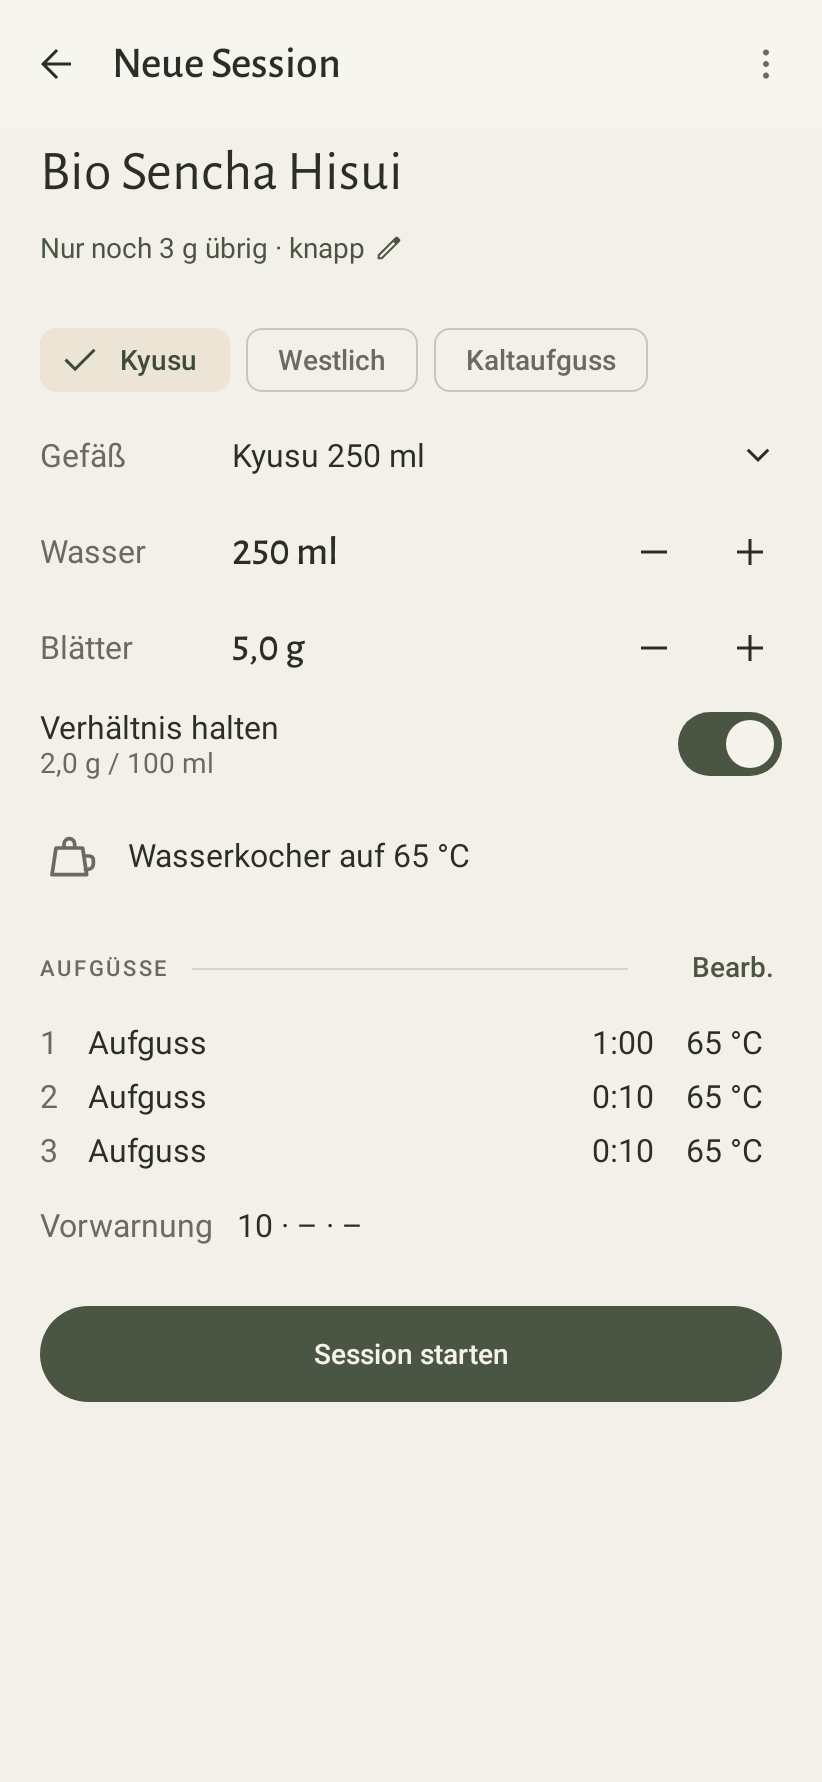 Neue Session
Bio Sencha Hisui
Nur noch 3 g übrig · knapp
Kyusu Westlich Kaltaufguss
Gefäß Kyusu 250 ml
Wasser 250 ml
Blätter 5,0 g
Verhältnis halten
2,0 g / 100 ml
Wasserkocher auf 65 °C
AUFGÜSSE Bearb.
1 Aufguss 1:00 65 °C
2 Aufguss 0:10 65 °C
3 Aufguss 0:10 65 °C
Vorwarnung 10 · – · –
Session starten